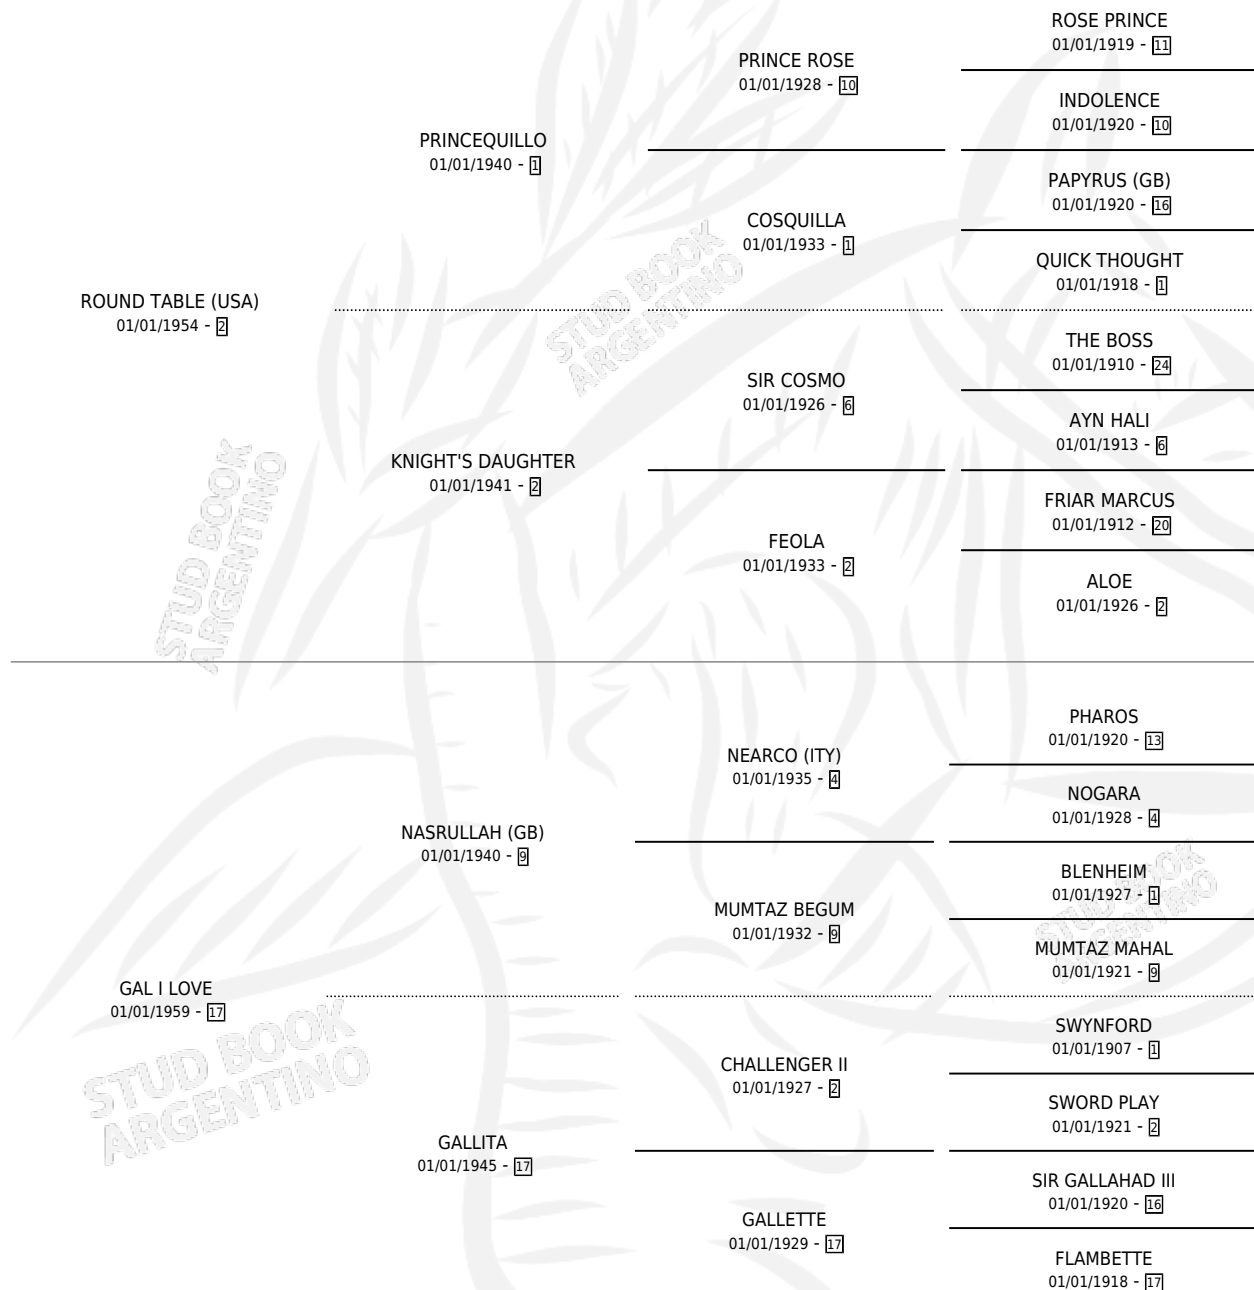 ROSE PRINCE
01/01/1919 - 11
PRINCE ROSE
01/01/1928 - 10
INDOLENCE
01/01/1920 - 10
PRINCEQUILLO
01/01/1940 - 1
PAPYRUS (GB)
01/01/1920 - 16
COSQUILLA
01/01/1933 - 1
QUICK THOUGHT
01/01/1918 - 1
ROUND TABLE (USA)
01/01/1954 - 2
STUD BOOK
ARGENTINO
THE BOSS
01/01/1910 - 24
SIR COSMO
01/01/1926 - 6
AYN HALI
01/01/1913 - 6
KNIGHT'S DAUGHTER
01/01/1941 - 2
FRIAR MARCUS
01/01/1912 - 20
FEOLA
01/01/1933 - 2
ALOE
01/01/1926 - 2
STUD BOOK
ARGENTINO
PHAROS
01/01/1920 - 13
NEARCO (ITY)
01/01/1935 - 4
NOGARA
01/01/1928 - 4
NASRULLAH (GB)
01/01/1940 - 9
BLENHEIM
01/01/1927 - 1
MUMTAZ BEGUM
01/01/1932 - 9
STUD BOOK
ARGENTINO
MUMTAZ MAHAL
01/01/1921 - 9
GAL I LOVE
01/01/1959 - 17
STUD BOOK
ARGENTINO
SWYNFORD
01/01/1907 - 1
CHALLENGER II
01/01/1927 - 2
SWORD PLAY
01/01/1921 - 2
GALLITA
01/01/1945 - 17
SIR GALLAHAD III
01/01/1920 - 16
GALLETTE
01/01/1929 - 17
FLAMBETTE
01/01/1918 - 17